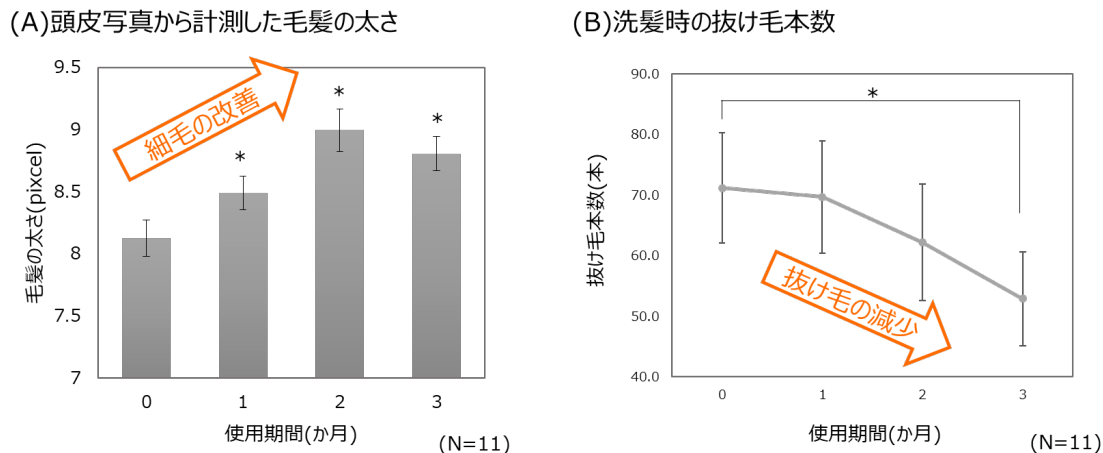 (A)頭皮写真から計測した毛髪の太さ
毛髪の太さ(pixcel)
9.5
9
8.5
8
7.5
7
細毛の改善
*
*
*
0 1 2 3
使用期間(か月)
(N=11)
(B)洗髪時の抜け毛本数
抜け毛本数(本)
90.0
80.0
70.0
60.0
50.0
40.0
*
抜け毛の減少
0 1 2 3
使用期間(か月)
(N=11)